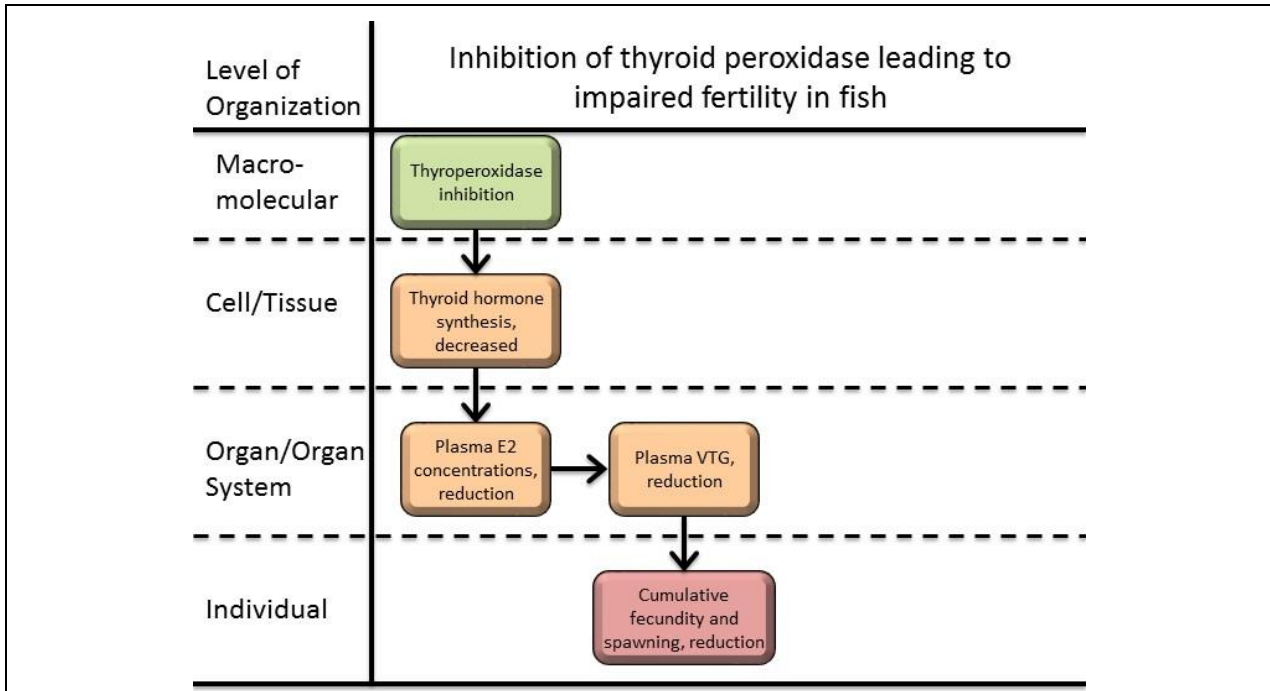 Level of
Organization
Inhibition of thyroid peroxidase leading to
impaired fertility in fish
Macro-
molecular
Thyroperoxidase
inhibition
Cell/Tissue
Thyroid hormone
synthesis,
decreased
Organ/Organ
System
Plasma E2
concentrations,
reduction
Plasma VTG,
reduction
Individual
Cumulative
fecundity and
spawning, reduction